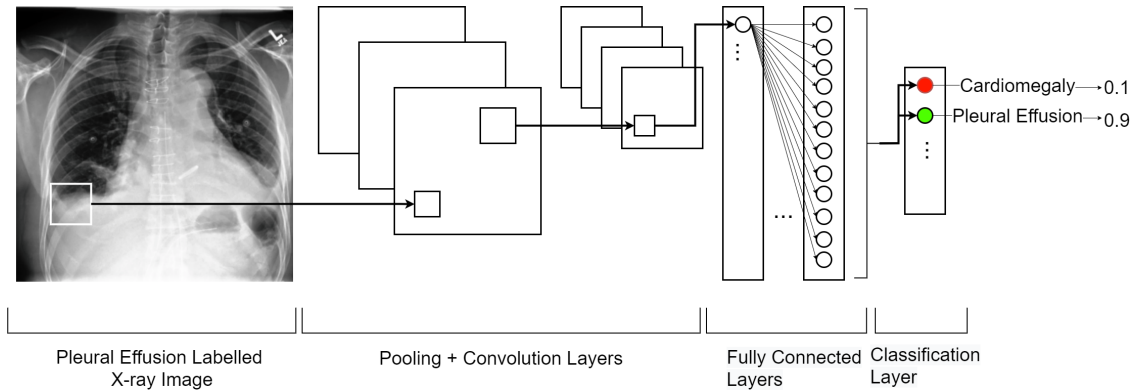 L
Cardiomegaly
0.1
Pleural Effusion
0.9
...
...
...
...
Pleural Effusion Labelled
X-ray Image
Pooling + Convolution Layers
Fully Connected
Layers
Classification
Layer